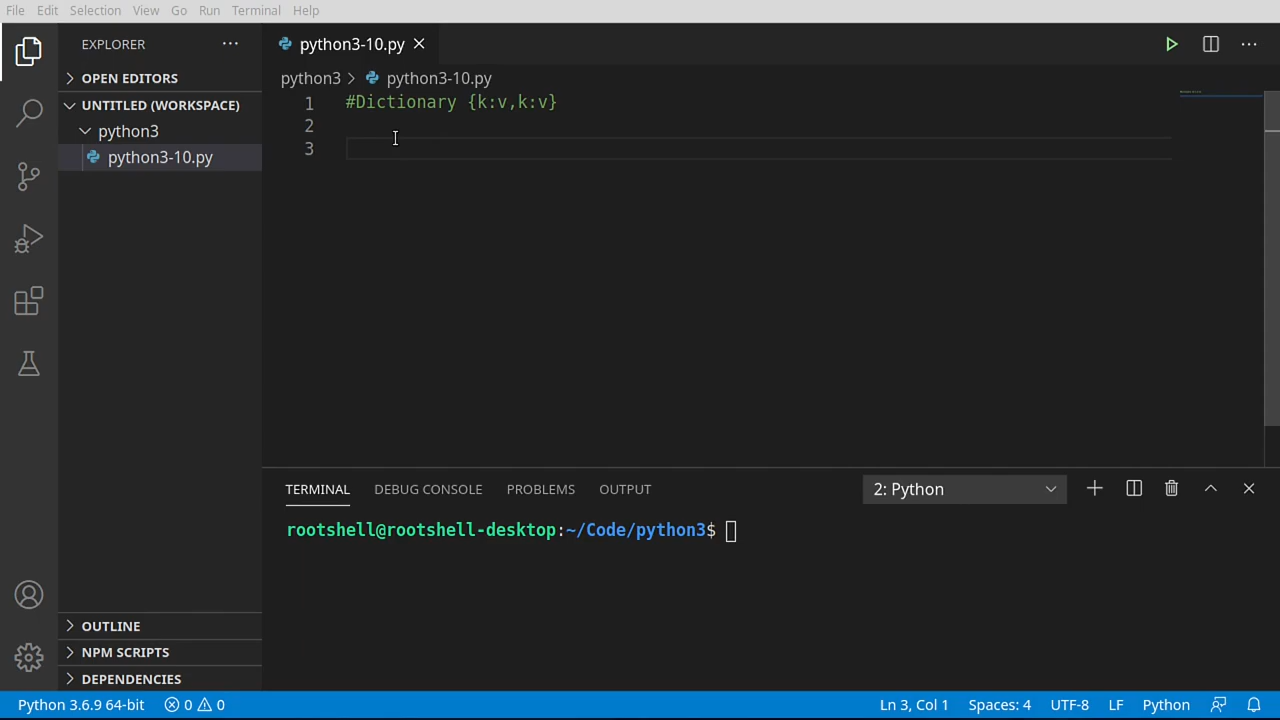 File Edit Selection View Go Run Terminal Help
EXPLORER ···
python3-10.py
OPEN EDITORS
python3 > python3-10.py
UNTITLED (WORKSPACE)
1 #Dictionary {k:v,k:v}
python3
2
python3-10.py
3
TERMINAL DEBUG CONSOLE PROBLEMS OUTPUT 2: Python
rootshell@rootshell-desktop:~/Code/python3$
OUTLINE
NPM SCRIPTS
DEPENDENCIES
Python 3.6.9 64-bit 0 0 Ln 3, Col 1 Spaces: 4 UTF-8 LF Python